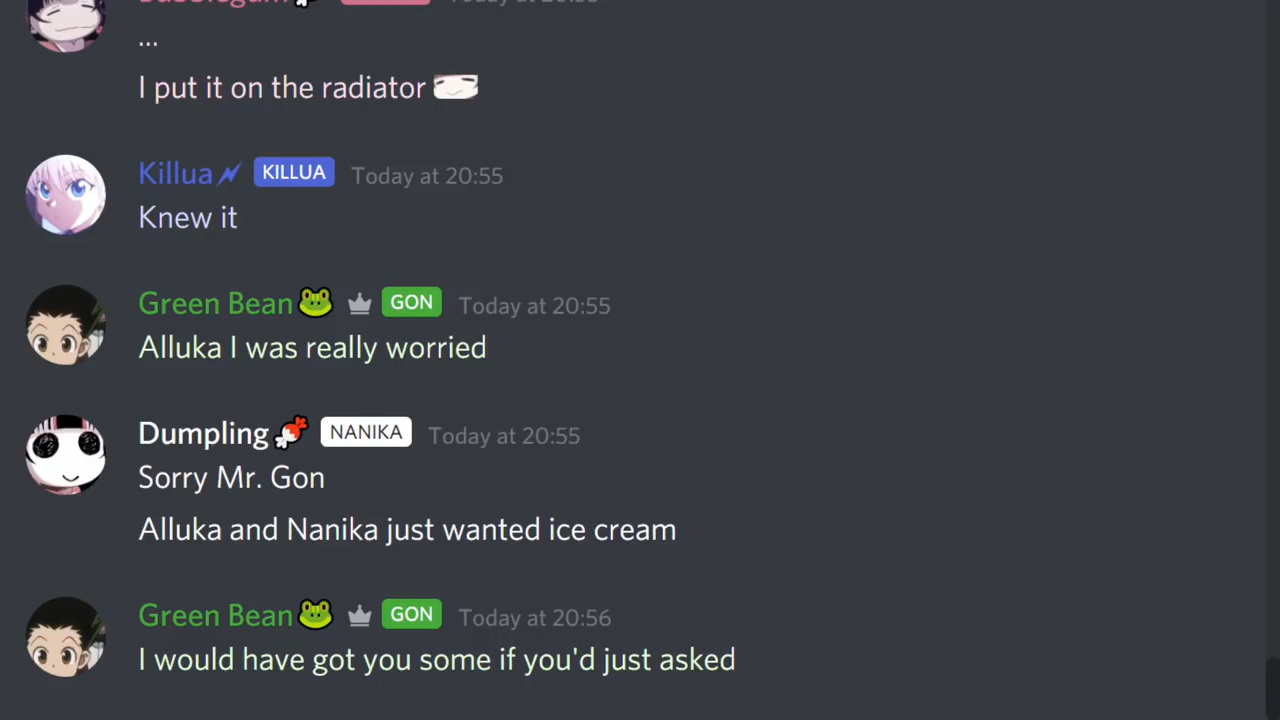 ...
I put it on the radiator
Killua KILLUA Today at 20:55
Knew it
Green Bean GON Today at 20:55
Alluka I was really worried
Dumpling NANIKA Today at 20:55
Sorry Mr. Gon
Alluka and Nanika just wanted ice cream
Green Bean GON Today at 20:56
I would have got you some if you'd just asked